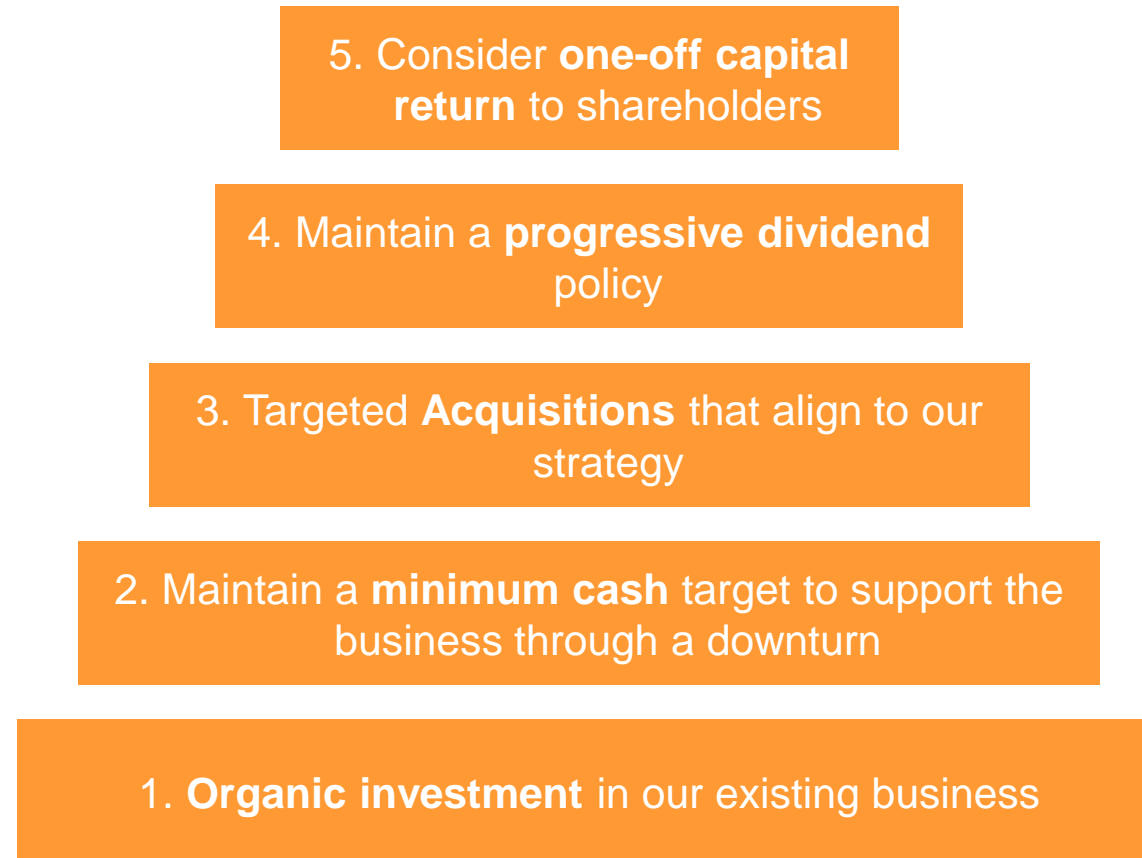 5. Consider one-off capital
return to shareholders
4. Maintain a progressive dividend
policy
3. Targeted Acquisitions that align to our
strategy
2. Maintain a minimum cash target to support the
business through a downturn
1. Organic investment in our existing business